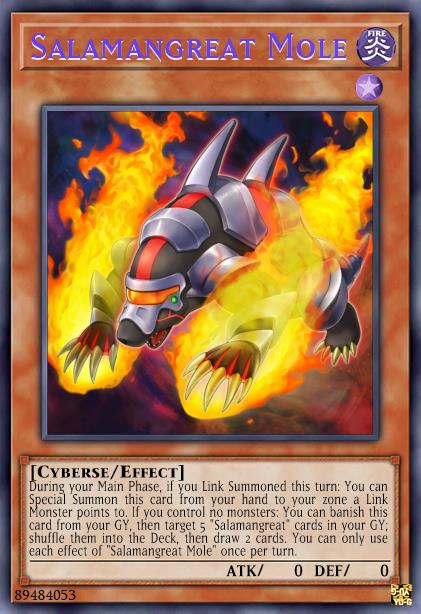 SALAMANGREAT MOLE
FIRE
炎
[CYBERSE/EFFECT]
During your Main Phase, if you Link Summoned this turn: You can
Special Summon this card from your hand to your zone a Link
Monster points to. If you control no monsters: You can banish this
card from your GY, then target 5 "Salamangreat" cards in your GY;
shuffle them into the Deck, then draw 2 cards. You can only use
each effect of "Salamangreat Mole" once per turn.
ATK/ 0 DEF/ 0
89484053